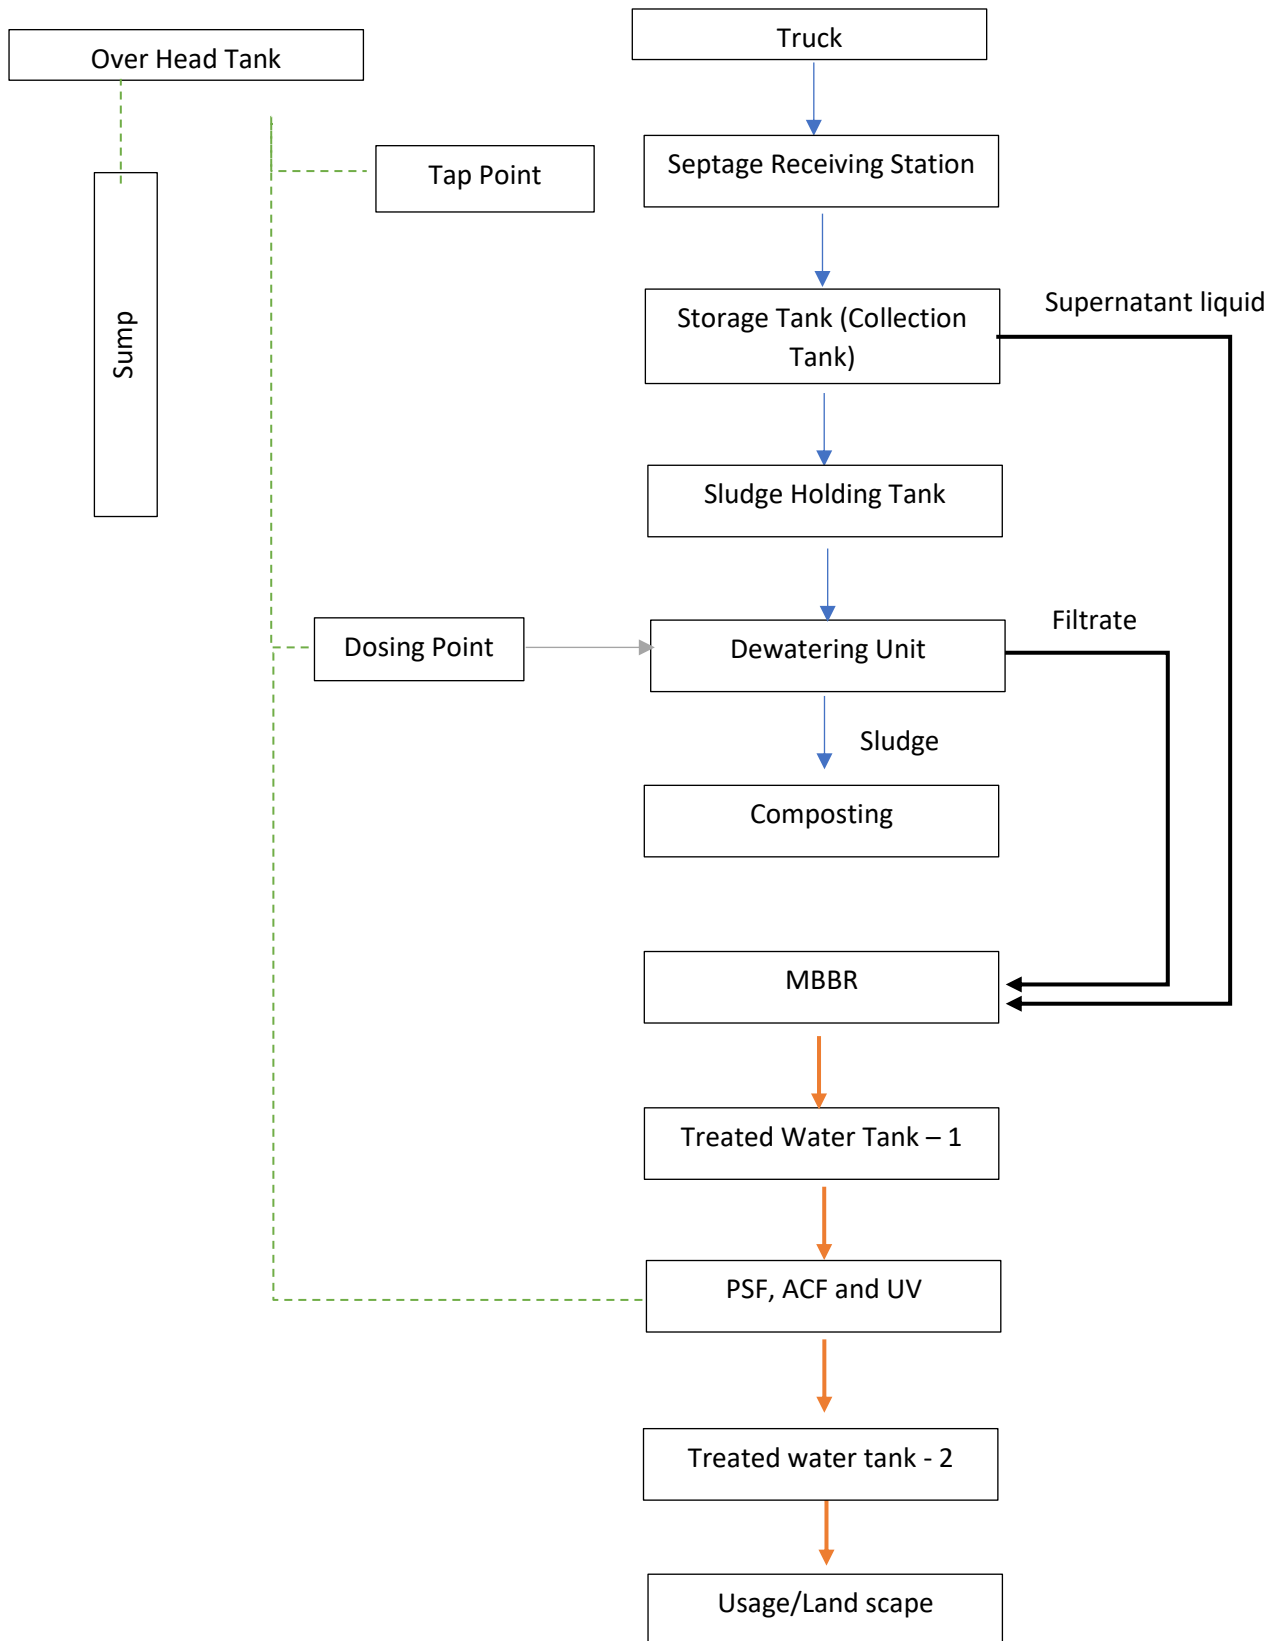 Truck
Over Head Tank
Septage Receiving Station
Tap Point
Supernatant liquid
Storage Tank (Collection
Tank)
Sump
Sludge Holding Tank
Filtrate
Dosing Point
Dewatering Unit
Sludge
Composting
MBBR
Treated Water Tank – 1
PSF, ACF and UV
Treated water tank - 2
Usage/Land scape